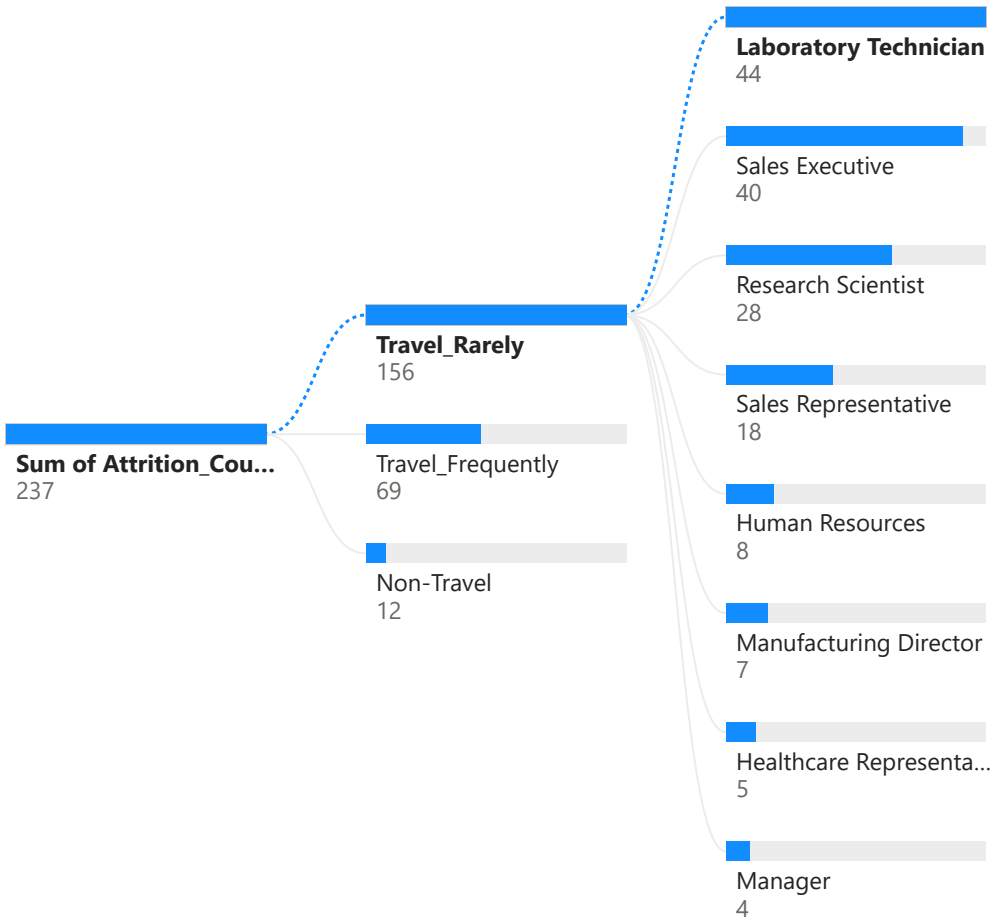 Sum of Attrition_Cou...
237
Travel_Rarely
156
Travel_Frequently
69
Non-Travel
12
Laboratory Technician
44
Sales Executive
40
Research Scientist
28
Sales Representative
18
Human Resources
8
Manufacturing Director
7
Healthcare Representa...
5
Manager
4